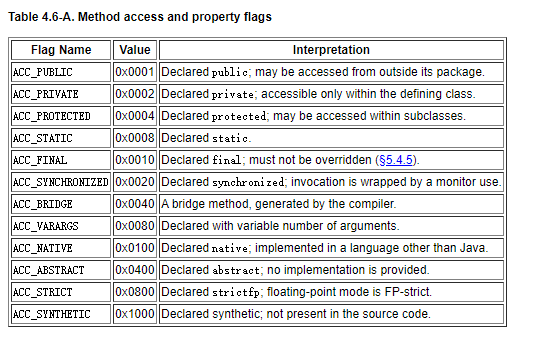 Table 4.6-A. Method access and property flags
Flag Name Value Interpretation
ACC_PUBLIC 0x0001 Declared public; may be accessed from outside its package.
ACC_PRIVATE 0x0002 Declared private; accessible only within the defining class.
ACC_PROTECTED 0x0004 Declared protected; may be accessed within subclasses.
ACC_STATIC 0x0008 Declared static.
ACC_FINAL 0x0010 Declared final; must not be overridden (§5.4.5).
ACC_SYNCHRONIZED 0x0020 Declared synchronized; invocation is wrapped by a monitor use.
ACC_BRIDGE 0x0040 A bridge method, generated by the compiler.
ACC_VARARGS 0x0080 Declared with variable number of arguments.
ACC_NATIVE 0x0100 Declared native; implemented in a language other than Java.
ACC_ABSTRACT 0x0400 Declared abstract; no implementation is provided.
ACC_STRICT 0x0800 Declared strictfp; floating-point mode is FP-strict.
ACC_SYNTHETIC 0x1000 Declared synthetic; not present in the source code.